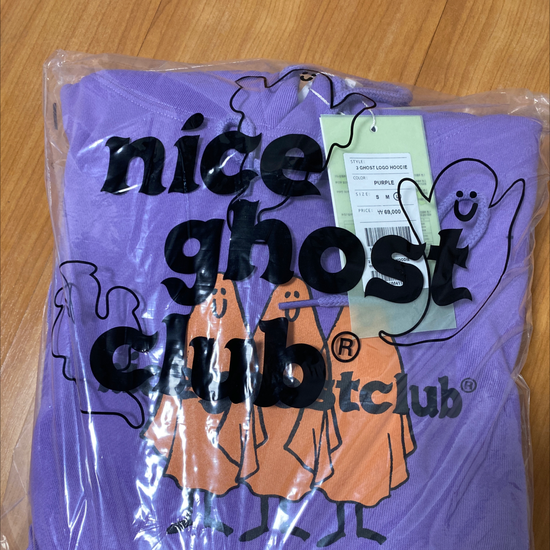 nice
ghost
club®
STYLE:
3 GHOST LOGO HOODIE
COLOR:
PURPLE
SIZE:
S M
PRICE:
₩ 69,000
stclub®